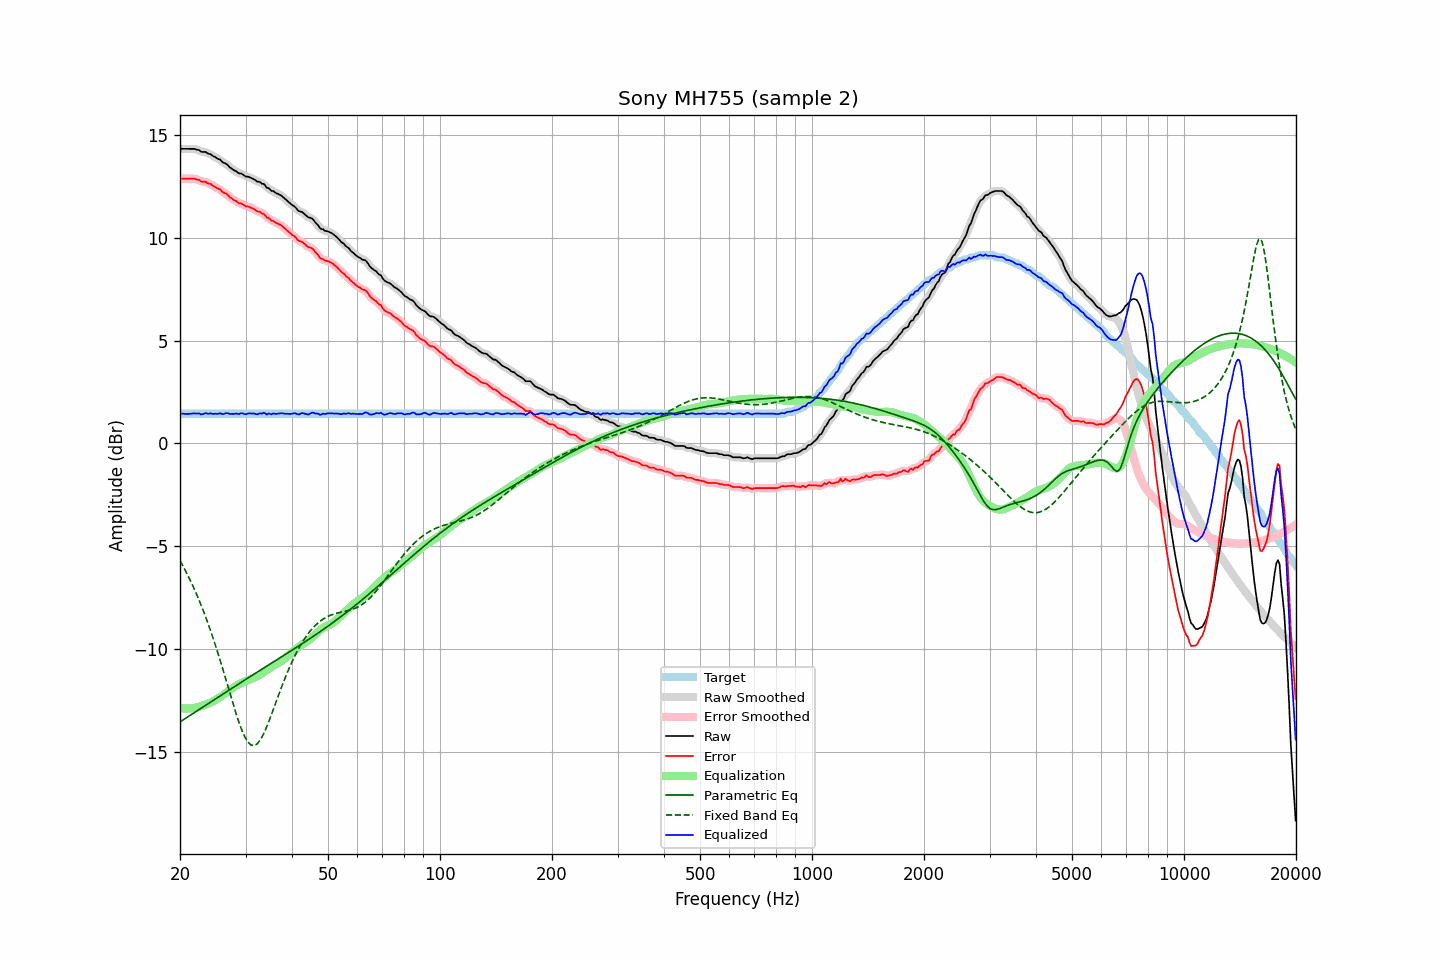 Sony MH755 (sample 2)
Amplitude (dBr)
15
10
5
0
−5
−10
−15
Target
Raw Smoothed
Error Smoothed
Raw
Error
Equalization
Parametric Eq
Fixed Band Eq
Equalized
20 50 100 200 500 1000 2000 5000 10000 20000
Frequency (Hz)